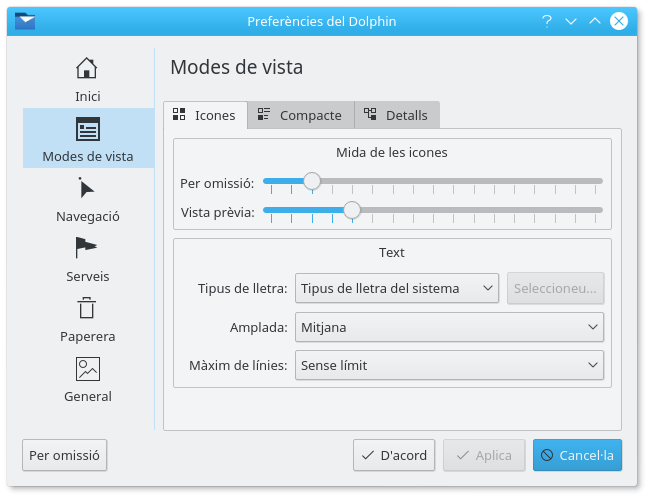 Preferències del Dolphin
Inici
Modes de vista
Navegació
Serveis
Paperera
General
Modes de vista
Icones
Compacte
Detalls
Mida de les icones
Per omissió:
Vista prèvia:
Text
Tipus de lletra: Tipus de lletra del sistema Seleccioneu...
Amplada: Mitjana
Màxim de línies: Sense límit
Per omissió
D'acord
Aplica
Cancel·la